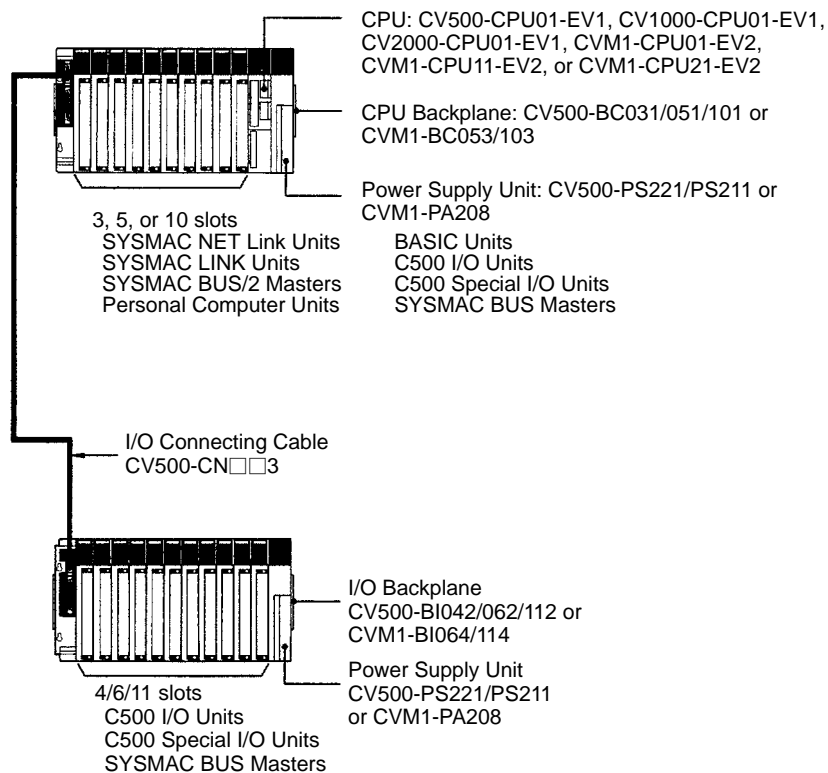 CPU: CV500-CPU01-EV1, CV1000-CPU01-EV1,
CV2000-CPU01-EV1, CVM1-CPU01-EV2,
CVM1-CPU11-EV2, or CVM1-CPU21-EV2
CPU Backplane: CV500-BC031/051/101 or
CVM1-BC053/103
Power Supply Unit: CV500-PS221/PS211 or
CVM1-PA208
3, 5, or 10 slots
SYSMAC NET Link Units
SYSMAC LINK Units
SYSMAC BUS/2 Masters
Personal Computer Units
BASIC Units
C500 I/O Units
C500 Special I/O Units
SYSMAC BUS Masters
I/O Connecting Cable
CV500-CN□□3
I/O Backplane
CV500-BI042/062/112 or
CVM1-BI064/114
Power Supply Unit
CV500-PS221/PS211
or CVM1-PA208
4/6/11 slots
C500 I/O Units
C500 Special I/O Units
SYSMAC BUS Masters